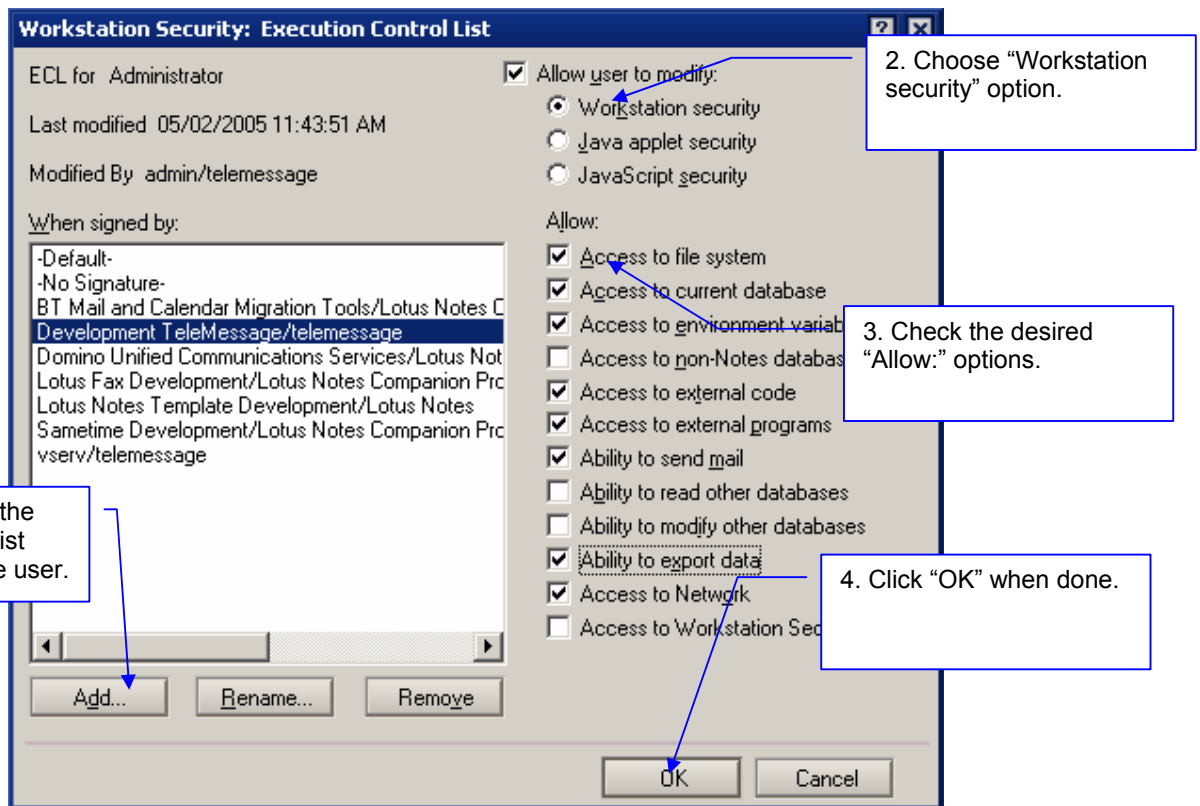 Workstation Security: Execution Control List
ECL for Administrator
Last modified 05/02/2005 11:43:51 AM
Modified By admin/telemessage
When signed by:
-Default-
-No Signature-
BT Mail and Calendar Migration Tools/Lotus Notes C
Development TeleMessage/telemessage
Domino Unified Communications Services/Lotus Not
Lotus Fax Development/Lotus Notes Companion Pro
Lotus Notes Template Development/Lotus Notes
Sametime Development/Lotus Notes Companion Pro
vserv/telemessage
the
ist
e user.
Add...
Rename...
Remove
Allow user to modify:
Workstation security
Java applet security
JavaScript security
Allow:
Access to file system
Access to current database
Access to environment variab
Access to non-Notes databas
Access to external code
Access to external programs
Ability to send mail
Ability to read other databases
Ability to modify other databases
Ability to export data
Access to Network
Access to Workstation Sec
2. Choose “Workstation
security” option.
3. Check the desired
“Allow:” options.
4. Click “OK” when done.
OK
Cancel